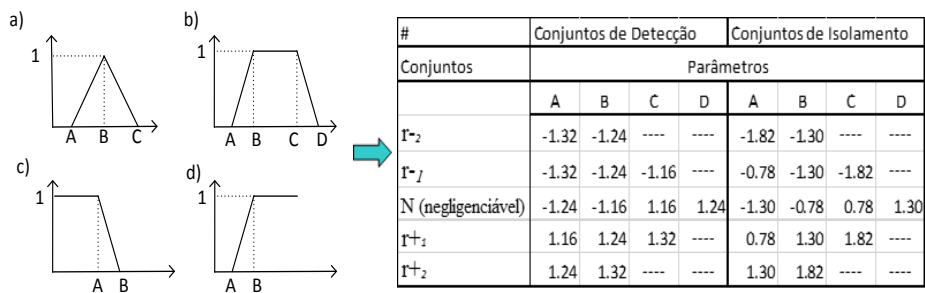 a)
1
A B C
b)
1
A B C D
c)
1
A B
d)
1
A B
# Conjuntos de Detecção Conjuntos de Isolamento
Conjuntos Parâmetros
A B C D A B C D
r-₂ -1.32 -1.24 ---- ---- -1.82 -1.30 ---- ----
r-₁ -1.32 -1.24 -1.16 ---- -0.78 -1.30 -1.82 ----
N (negligenciável) -1.24 -1.16 1.16 1.24 -1.30 -0.78 0.78 1.30
r+₁ 1.16 1.24 1.32 ---- 0.78 1.30 1.82 ----
r+₂ 1.24 1.32 ---- ---- 1.30 1.82 ---- ----